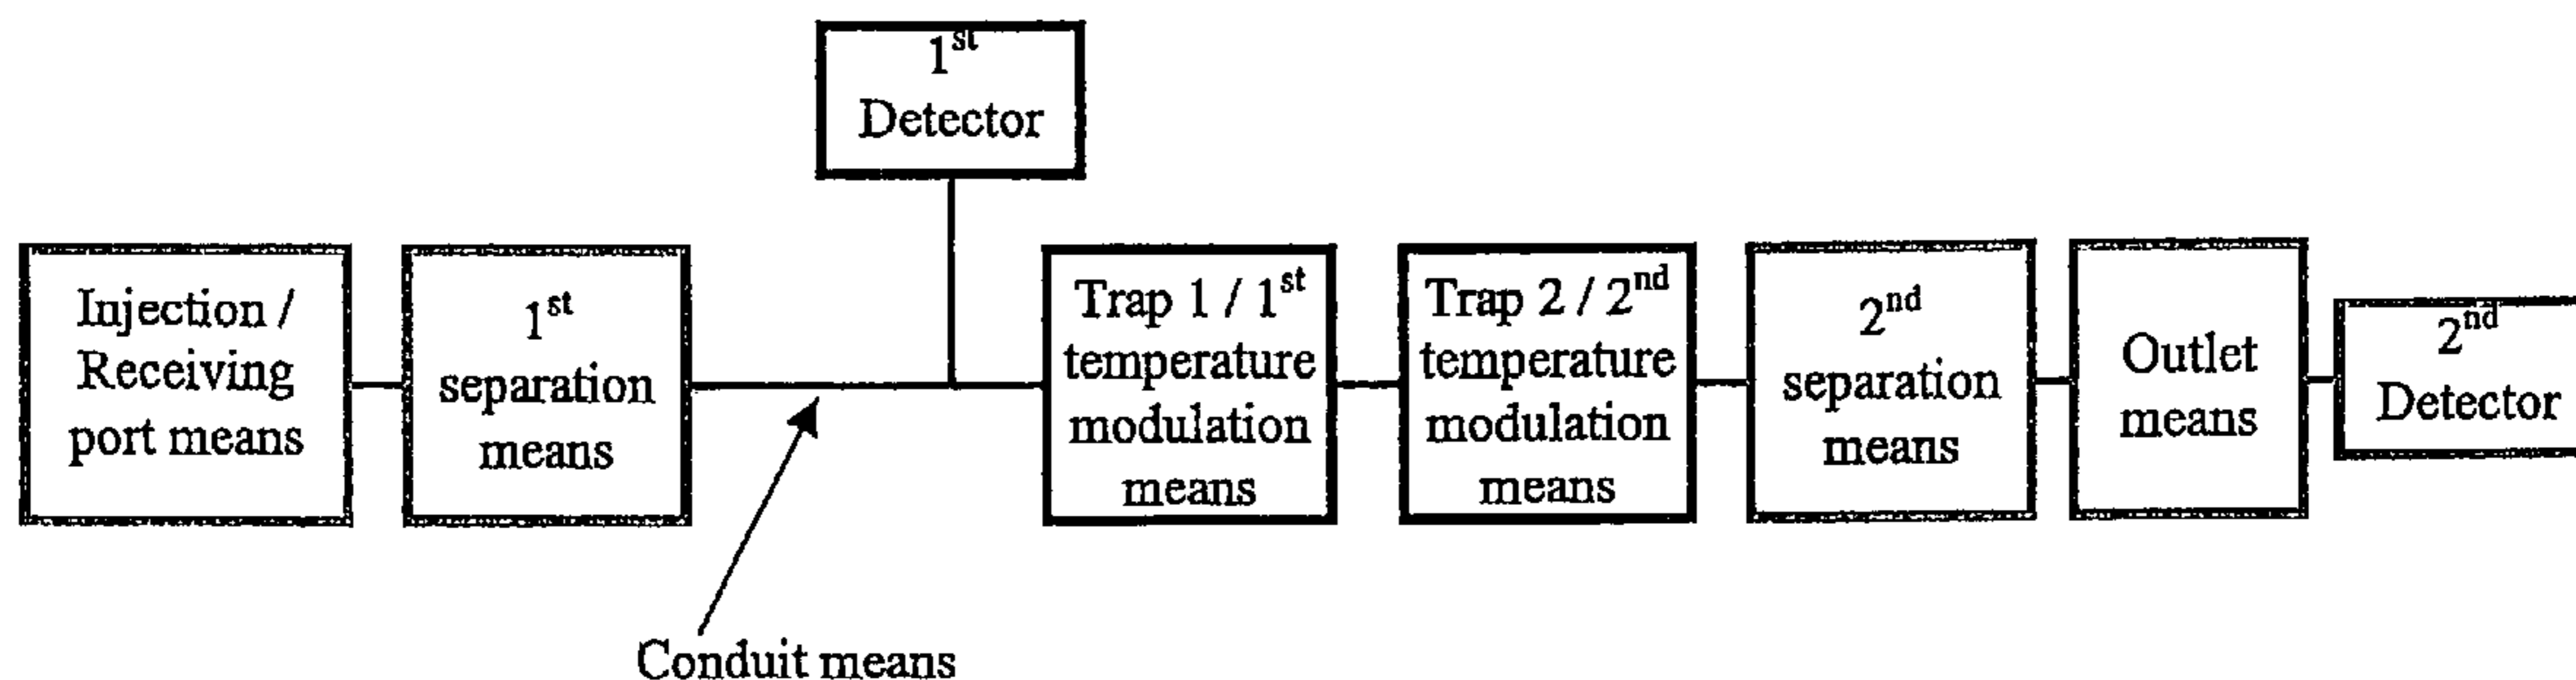 1st
Detector
Injection /
Receiving
port means
1st
separation
means
Trap 1 / 1st
temperature
modulation
means
Trap 2 / 2nd
temperature
modulation
means
2nd
separation
means
Outlet
means
2nd
Detector
Conduit means